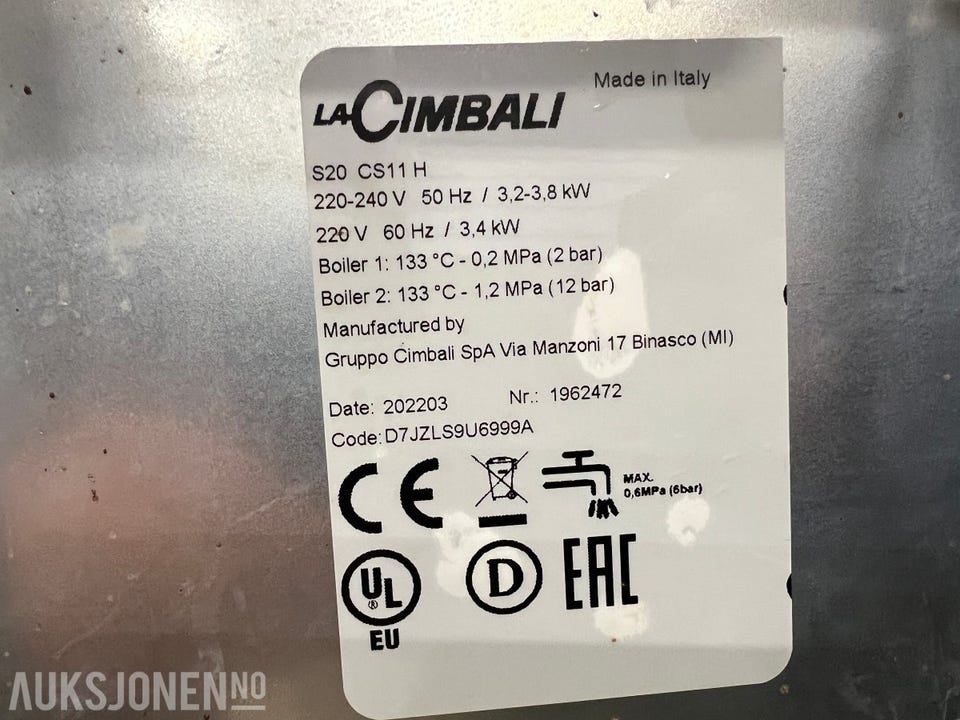 Made in Italy
LA CIMBALI
S20 CS11 H
220-240 V 50 Hz / 3,2-3,8 kW
220 V 60 Hz / 3,4 kW
Boiler 1: 133 °C - 0,2 MPa (2 bar)
Boiler 2: 133 °C - 1,2 MPa (12 bar)
Manufactured by
Gruppo Cimbali SpA Via Manzoni 17 Binasco (MI)
Date: 202203 Nr.: 1962472
Code: D7JZLS9U6999A
CE
MAX.
0,6MPa (6bar)
UL ® D EAC
EU
AUKSJONEN.NO